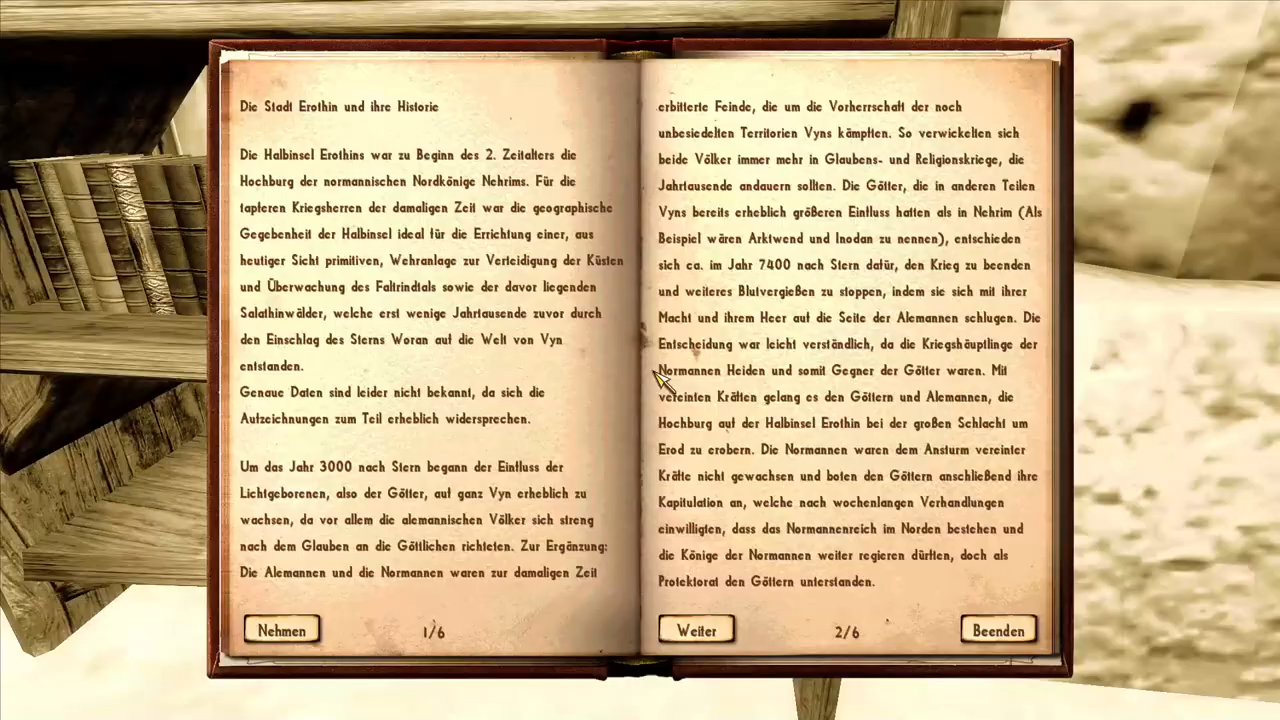 Die Stadt Erothin und ihre Historie
Die Halbinsel Erothins war zu Beginn des 2. Zeitalters die
Hochburg der normannischen Nordkönige Nehrims. Für die
tapferen Kriegsherren der damaligen Zeit war die geographische
Gegebenheit der Halbinsel ideal für die Errichtung einer, aus
heutiger Sicht primitiven, Wehranlage zur Verteidigung der Küsten
und Überwachung des Faltrindtals sowie der davor liegenden
Salathinwälder, welche erst wenige Jahrtausende zuvor durch
den Einschlag des Sterns Woran auf die Welt von Vyn
entstanden.
Genaue Daten sind leider nicht bekannt, da sich die
Aufzeichnungen zum Teil erheblich widersprechen.
Um das Jahr 3000 nach Stern begann der Einfluss der
Lichtgeborenen, also der Götter, auf ganz Vyn erheblich zu
wachsen, da vor allem die alemannischen Völker sich streng
nach dem Glauben an die Göttlichen richteten. Zur Ergänzung:
Die Alemannen und die Normannen waren zur damaligen Zeit
Nehmen
1/6
erbitterte Feinde, die um die Vorherrschaft der noch
unbesiedelten Territorien Vyns kämpften. So verwickelten sich
beide Völker immer mehr in Glaubens- und Religionskriege, die
Jahrtausende andauern sollten. Die Götter, die in anderen Teilen
Vyns bereits erheblich größeren Einfluss hatten als in Nehrim (Als
Beispiel wären Arktwend und Inodan zu nennen), entschieden
sich ca. im Jahr 7400 nach Stern dafür, den Krieg zu beenden
und weiteres Blutvergießen zu stoppen, indem sie sich mit ihrer
Macht und ihrem Heer auf die Seite der Alemannen schlugen. Die
Entscheidung war leicht verständlich, da die Kriegshäuptlinge der
Normannen Heiden und somit Gegner der Götter waren. Mit
vereinten Kräften gelang es den Göttern und Alemannen, die
Hochburg auf der Halbinsel Erothin bei der großen Schlacht um
Erod zu erobern. Die Normannen waren dem Ansturm vereinter
Kräfte nicht gewachsen und boten den Göttern anschließend ihre
Kapitulation an, welche nach wochenlangen Verhandlungen
einwilligten, dass das Normannenreich im Norden bestehen und
die Könige der Normannen weiter regieren dürften, doch als
Protektorat den Göttern unterstanden.
Weiter
2/6
Beenden